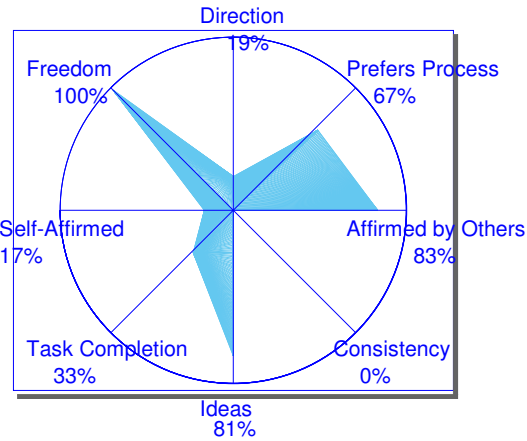 Direction
19%
Freedom
100%
Prefers Process
67%
Self-Affirmed
17%
Affirmed by Others
83%
Task Completion
33%
Consistency
0%
Ideas
81%